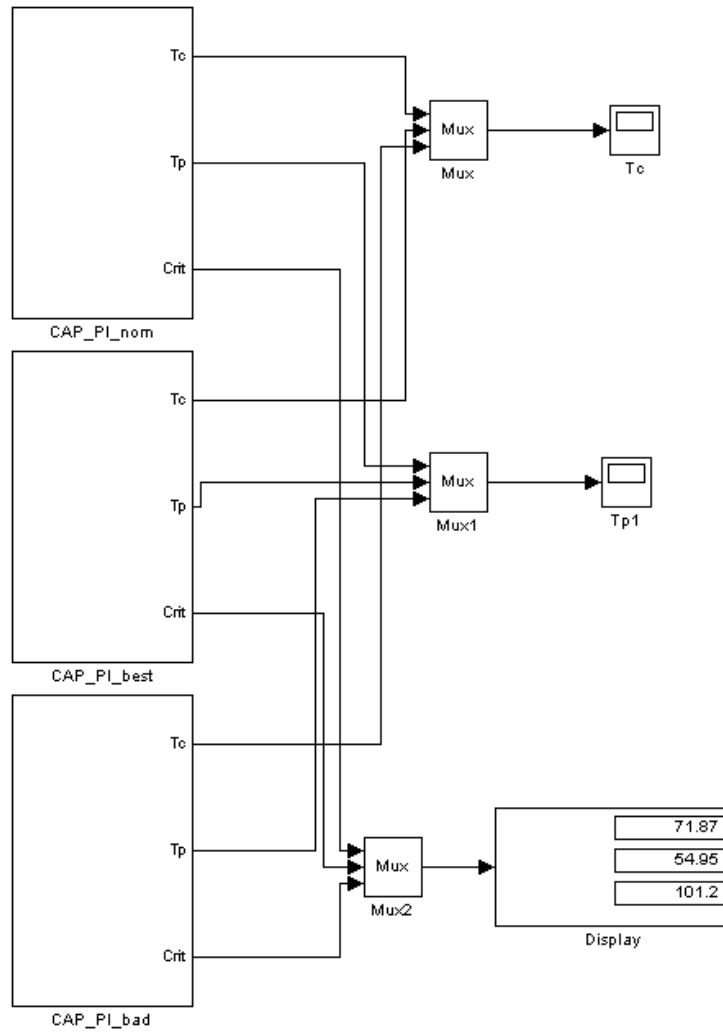 Tc
Tp
Crit
CAP_PI_nom
Mux
Mux
Tc
Tc
Tp
Crit
CAP_PI_best
Mux
Mux1
Tp1
Tc
Tp
Crit
CAP_PI_bad
Mux
Mux2
71.87
54.95
101.2
Display